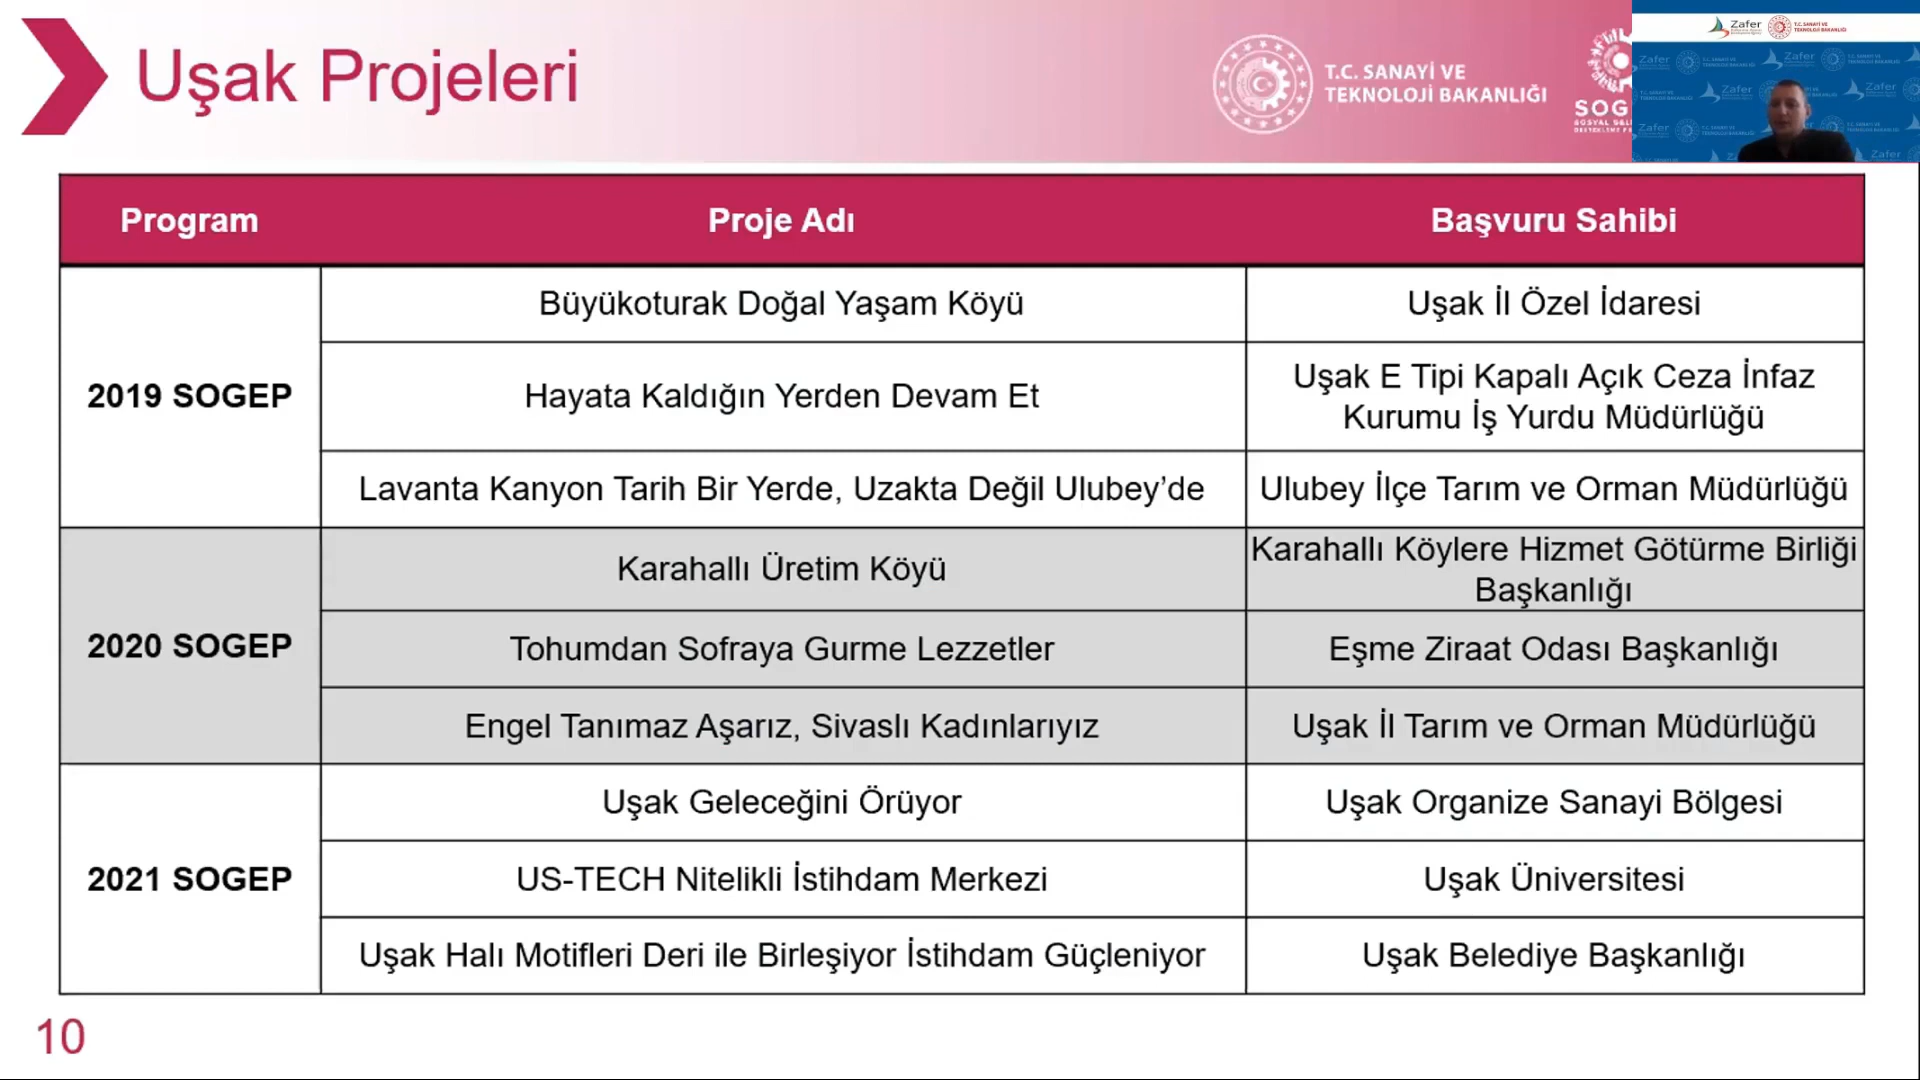 Uşak Projeleri
T.C. SANAYİ VE
TEKNOLOJİ BAKANLIĞI
SOG
Zafer
T.C. SANAYİ VE
TEKNOLOJİ BAKANLIĞI
Program Proje Adı Başvuru Sahibi
2019 SOGEP
Büyükoturak Doğal Yaşam Köyü
Uşak İl Özel İdaresi
Hayata Kaldığın Yerden Devam Et
Uşak E Tipi Kapalı Açık Ceza İnfaz
Kurumu İş Yurdu Müdürlüğü
Lavanta Kanyon Tarih Bir Yerde, Uzakta Değil Ulubey’de
Ulubey İlçe Tarım ve Orman Müdürlüğü
2020 SOGEP
Karahallı Üretim Köyü
Karahallı Köylere Hizmet Götürme Birliği
Başkanlığı
Tohumdan Sofraya Gurme Lezzetler
Eşme Ziraat Odası Başkanlığı
Engel Tanımaz Aşarız, Sivaslı Kadınlarıyız
Uşak İl Tarım ve Orman Müdürlüğü
2021 SOGEP
Uşak Geleceğini Örüyor
Uşak Organize Sanayi Bölgesi
US-TECH Nitelikli İstihdam Merkezi
Uşak Üniversitesi
Uşak Halı Motifleri Deri ile Birleşiyor İstihdam Güçleniyor
Uşak Belediye Başkanlığı
10